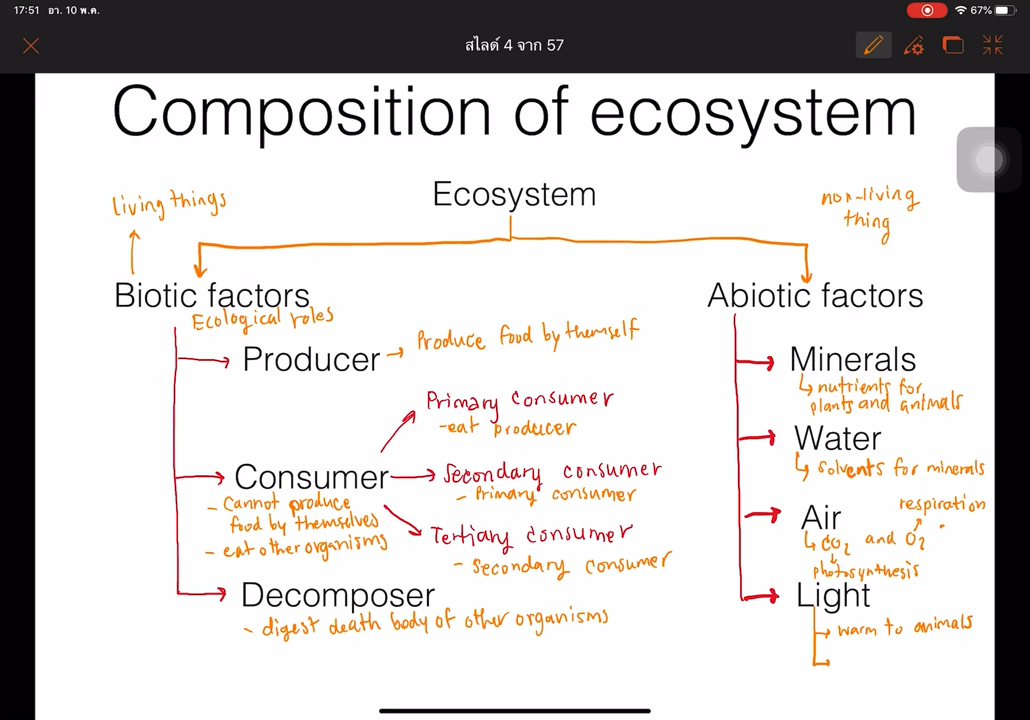 17:51 อา. 10 พ.ค.
67%
สไลด์ 4 จาก 57
Composition of ecosystem
Ecosystem
living things
non-living
thing
Biotic factors
Ecological roles
Producer
Produce food by themself
Consumer
- Cannot produce
food by themselves
- eat other organisms
Primary consumer
- eat producer
Secondary consumer
- Primary consumer
Tertiary consumer
- Secondary consumer
Decomposer
- digest death body of other organisms
Abiotic factors
Minerals
nutrients for
plants and animals
Water
Solvents for minerals
Air
respiration
CO2 and O2
photosynthesis
Light
warm to animals